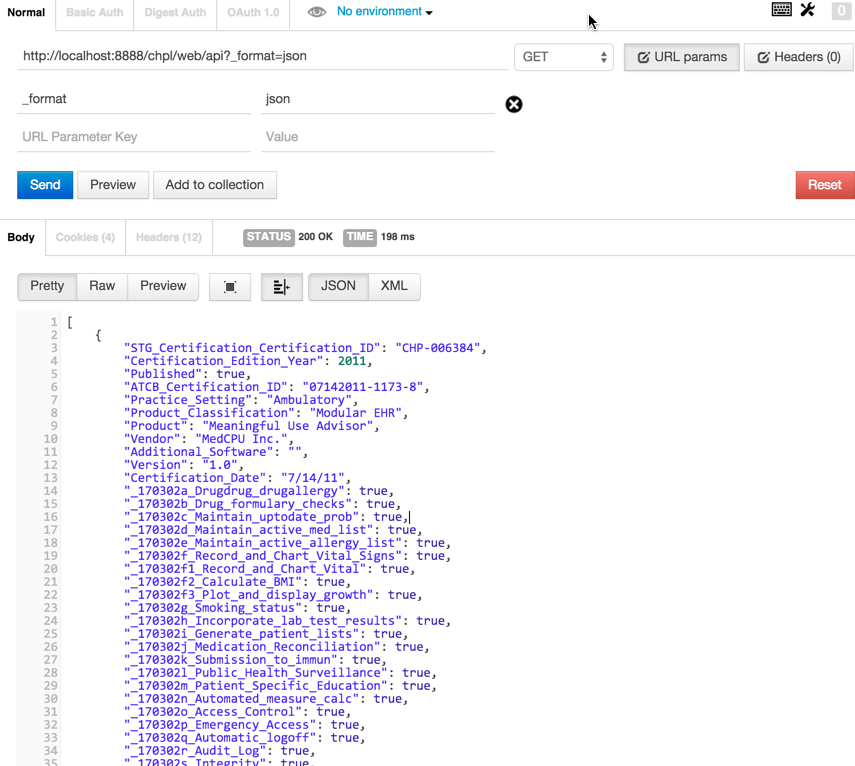 Normal Basic Auth Digest Auth OAuth 1.0 No environment 0
http://localhost:8888/chpl/web/api?_format=json GET URL params Headers (0)
_format json
URL Parameter Key Value
Send Preview Add to collection Reset
Body Cookies (4) Headers (12) STATUS 200 OK TIME 198 ms
Pretty Raw Preview JSON XML
1 [
2 {
3 "STG_Certification_Certification_ID": "CHP-006384",
4 "Certification_Edition_Year": 2011,
5 "Published": true,
6 "ATCB_Certification_ID": "07142011-1173-8",
7 "Practice_Setting": "Ambulatory",
8 "Product_Classification": "Modular EHR",
9 "Product": "Meaningful Use Advisor",
10 "Vendor": "MedCPU Inc.",
11 "Additional_Software": "",
12 "Version": "1.0",
13 "Certification_Date": "7/14/11",
14 "_170302a_Drugdrug_drugallergy": true,
15 "_170302b_Drug_formulary_checks": true,
16 "_170302c_Maintain_uptodate_prob": true,
17 "_170302d_Maintain_active_med_list": true,
18 "_170302e_Maintain_active_allergy_list": true,
19 "_170302f_Record_and_Chart_Vital_Signs": true,
20 "_170302f1_Record_and_Chart_Vital": true,
21 "_170302f2_Calculate_BMI": true,
22 "_170302f3_Plot_and_display_growth": true,
23 "_170302g_Smoking_status": true,
24 "_170302h_Incorporate_lab_test_results": true,
25 "_170302i_Generate_patient_lists": true,
26 "_170302j_Medication_Reconciliation": true,
27 "_170302k_Submission_to_immun": true,
28 "_170302l_Public_Health_Surveillance": true,
29 "_170302m_Patient_Specific_Education": true,
30 "_170302n_Automated_measure_calc": true,
31 "_170302o_Access_Control": true,
32 "_170302p_Emergency_Access": true,
33 "_170302q_Automatic_logoff": true,
34 "_170302r_Audit_Log": true,
35 "_170302s_Integrity": true,